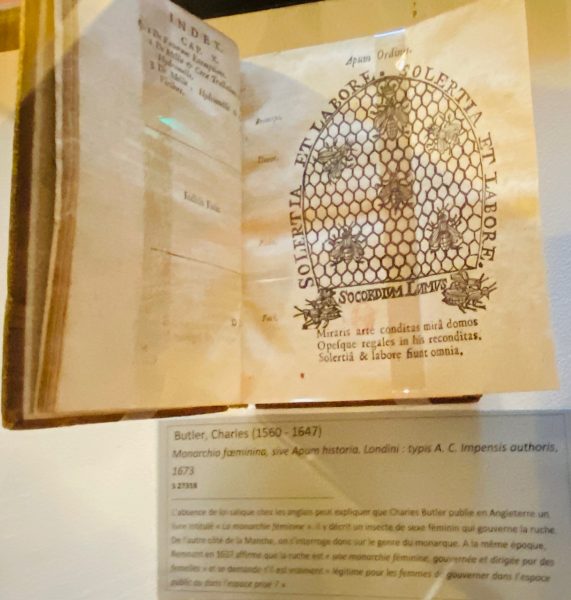 INDEX.
CAP. X.
Apum Ordines.
SOLERTIA ET LABORE. SOLERTIA ET LABORE.
SOCORDIUM LUMUS
Miraris arte conditas mirâ domos
Opesque regales in his reconditas,
Solertiâ & labore fiunt omnia.
Butler, Charles (1560 - 1647)
Monarchia fœminina, sive Apum historia. Londini : typis A. C. Impensis authoris,
1673
S 27318
L'absence de loi salique chez les anglais peut expliquer que Charles Butler publie en Angleterre un
livre intitulé « La monarchie féminine ». Il y décrit un insecte de sexe féminin qui gouverne la ruche.
De l'autre côté de la Manche, on s'interroge donc sur le genre du monarque. A la même époque,
Remnant en 1637 affirme que la ruche est « une monarchie féminine, gouvernée et dirigée par des
femelles » et se demande s'il est vraiment « légitime pour les femmes de gouverner dans l'espace
public ou dans l'espace privé ? »